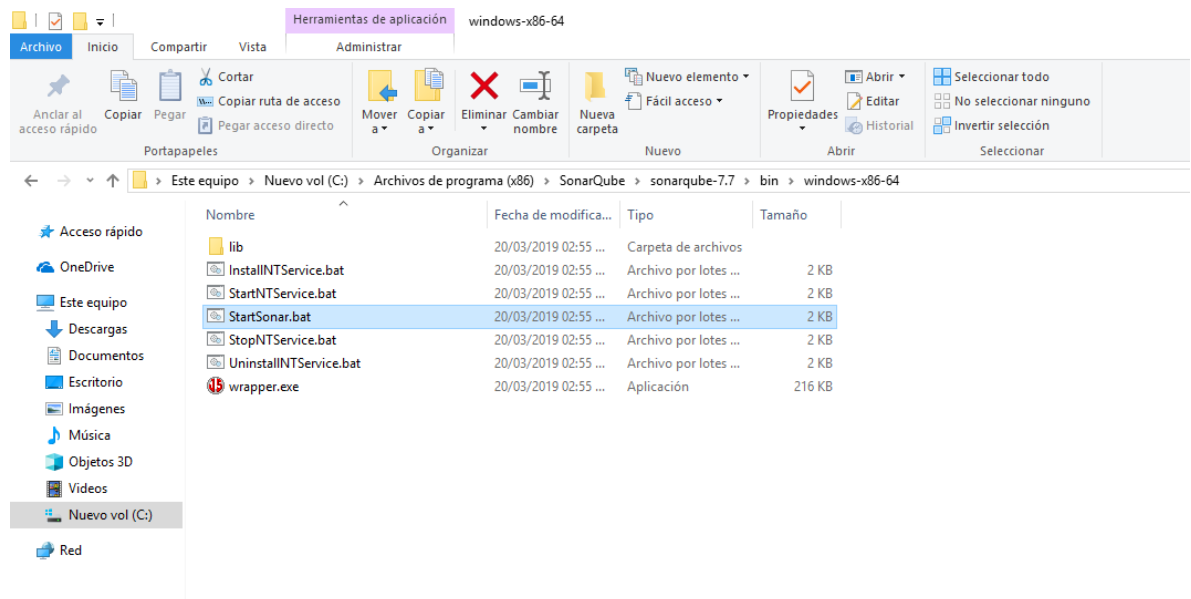 Herramientas de aplicación windows-x86-64
Archivo Inicio Compartir Vista Administrar
Anclar al acceso rápido
Copiar
Pegar
Cortar
Copiar ruta de acceso
Pegar acceso directo
Portapapeles
Mover a
Copiar a
Eliminar
Cambiar nombre
Organizar
Nueva carpeta
Nuevo elemento
Fácil acceso
Nuevo
Propiedades
Abrir
Editar
Historial
Abrir
Seleccionar todo
No seleccionar ninguno
Invertir selección
Seleccionar
Este equipo > Nuevo vol (C:) > Archivos de programa (x86) > SonarQube > sonarqube-7.7 > bin > windows-x86-64
Acceso rápido
OneDrive
Este equipo
Descargas
Documentos
Escritorio
Imágenes
Música
Objetos 3D
Videos
Nuevo vol (C:)
Red
Nombre Fecha de modifica... Tipo Tamaño
lib 20/03/2019 02:55 ... Carpeta de archivos
InstallNTService.bat 20/03/2019 02:55 ... Archivo por lotes ... 2 KB
StartNTService.bat 20/03/2019 02:55 ... Archivo por lotes ... 2 KB
StartSonar.bat 20/03/2019 02:55 ... Archivo por lotes ... 2 KB
StopNTService.bat 20/03/2019 02:55 ... Archivo por lotes ... 2 KB
UninstallNTService.bat 20/03/2019 02:55 ... Archivo por lotes ... 2 KB
wrapper.exe 20/03/2019 02:55 ... Aplicación 216 KB